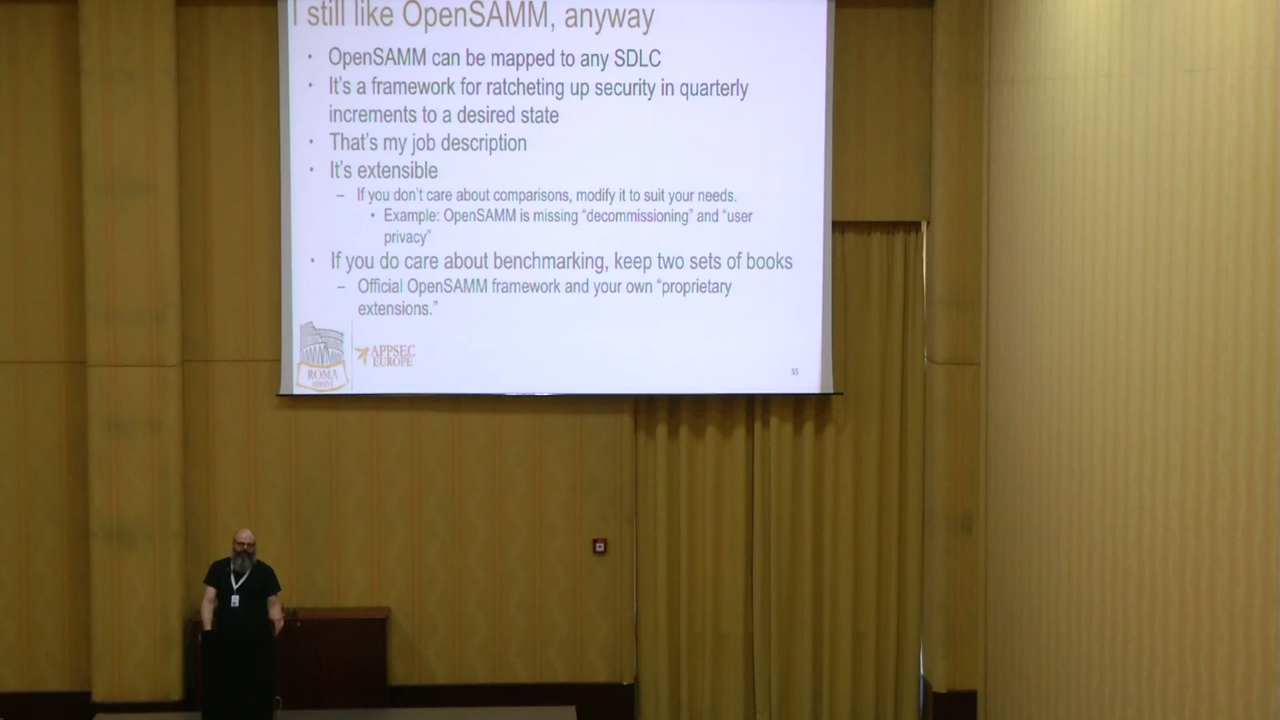 I still like OpenSAMM, anyway
• OpenSAMM can be mapped to any SDLC
• It's a framework for ratcheting up security in quarterly
increments to a desired state
• That's my job description
• It's extensible
– If you don't care about comparisons, modify it to suit your needs.
• Example: OpenSAMM is missing "decommissioning" and "user
privacy"
• If you do care about benchmarking, keep two sets of books
– Official OpenSAMM framework and your own "proprietary
extensions."
ROMA
APPSEC
EUROPE
55